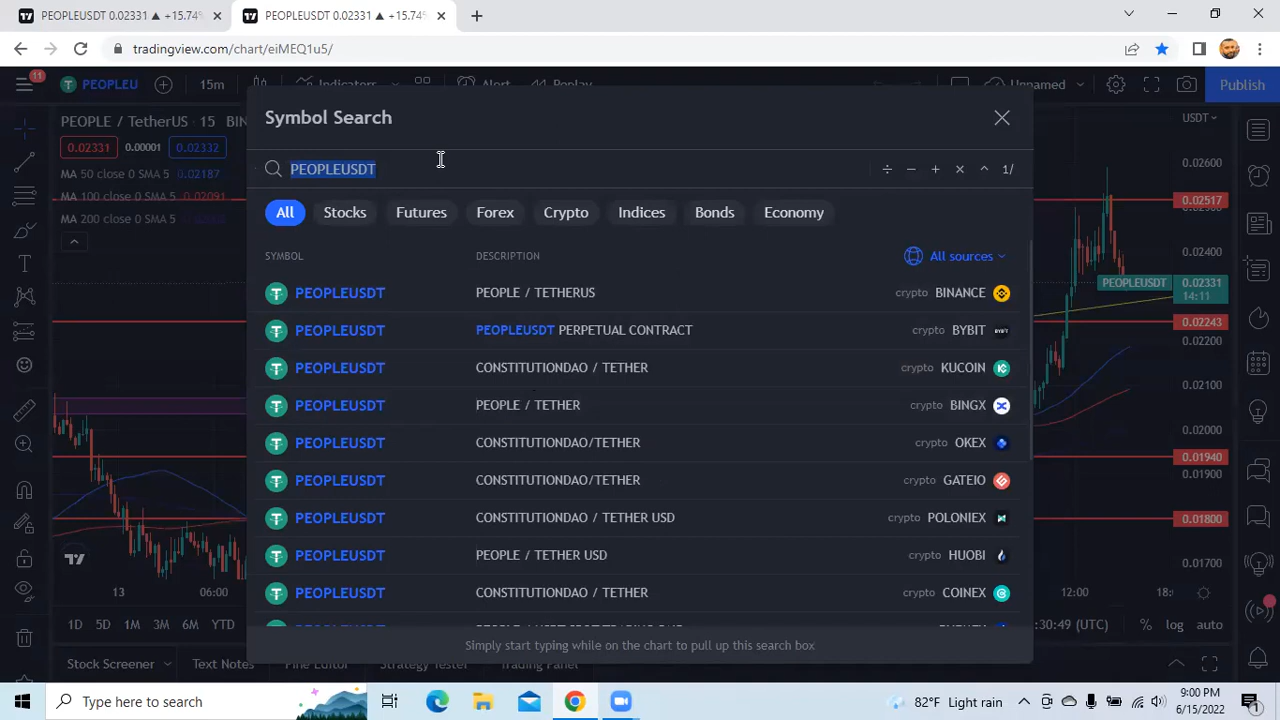 PEOPLEUSDT 0.02331 ▲ +15.74%
PEOPLEUSDT 0.02331 ▲ +15.74%
tradingview.com/chart/eiMEQ1u5/
11
PEOPLEU
15m
Indicators
Alert
Replay
Unnamed
Publish
PEOPLE / TetherUS · 15 BIN
0.02331
0.00001
0.02332
MA 50 close 0 SMA 5 0.02187
MA 100 close 0 SMA 5 0.02091
MA 200 close 0 SMA 5
Symbol Search
PEOPLEUSDT
÷ − + × ^ 1/
All
Stocks
Futures
Forex
Crypto
Indices
Bonds
Economy
SYMBOL
DESCRIPTION
All sources
PEOPLEUSDT PEOPLE / TETHERUS crypto BINANCE
PEOPLEUSDT PEOPLEUSDT PERPETUAL CONTRACT crypto BYBIT
PEOPLEUSDT CONSTITUTIONDAO / TETHER crypto KUCOIN
PEOPLEUSDT PEOPLE / TETHER crypto BINGX
PEOPLEUSDT CONSTITUTIONDAO/TETHER crypto OKEX
PEOPLEUSDT CONSTITUTIONDAO/TETHER crypto GATEIO
PEOPLEUSDT CONSTITUTIONDAO / TETHER USD crypto POLONIEX
PEOPLEUSDT PEOPLE / TETHER USD crypto HUOBI
PEOPLEUSDT CONSTITUTIONDAO / TETHER crypto COINEX
Simply start typing while on the chart to pull up this search box
USDT
0.02600
0.02517
0.02400
PEOPLEUSDT 0.02331
14:11
0.02243
0.02200
0.02100
0.02000
0.01940
0.01900
0.01800
0.01700
13
06:00
12:00
1D 5D 1M 3M 6M YTD
:30:49 (UTC)
%
log
auto
Stock Screener
Text Notes
Pine Editor
Strategy Tester
Trading Panel
Type here to search
82°F Light rain
9:00 PM
6/15/2022
1